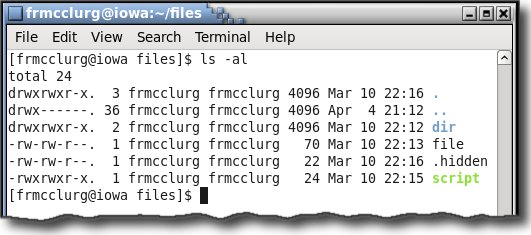 frmcclurg@iowa:~/files
File Edit View Search Terminal Help
[frmcclurg@iowa files]$ ls -al
total 24
drwxrwxr-x.  3 frmcclurg frmcclurg 4096 Mar 10 22:16 .
drwx------. 36 frmcclurg frmcclurg 4096 Apr  4 21:12 ..
drwxrwxr-x.  2 frmcclurg frmcclurg 4096 Mar 10 22:12 dir
-rw-rw-r--.  1 frmcclurg frmcclurg   70 Mar 10 22:13 file
-rw-rw-r--.  1 frmcclurg frmcclurg   22 Mar 10 22:16 .hidden
-rwxrwxr-x.  1 frmcclurg frmcclurg   24 Mar 10 22:15 script
[frmcclurg@iowa files]$